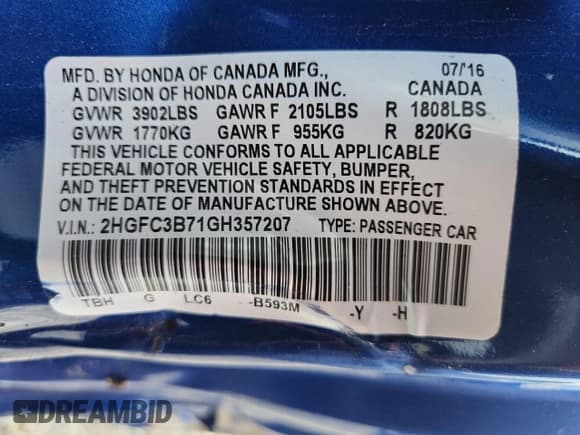 MFD. BY HONDA OF CANADA MFG., 07/16
A DIVISION OF HONDA CANADA INC. CANADA
GVWR 3902LBS GAWR F 2105LBS R 1808LBS
GVWR 1770KG GAWR F 955KG R 820KG
THIS VEHICLE CONFORMS TO ALL APPLICABLE
FEDERAL MOTOR VEHICLE SAFETY, BUMPER,
AND THEFT PREVENTION STANDARDS IN EFFECT
ON THE DATE OF MANUFACTURE SHOWN ABOVE.
V.I.N.: 2HGFC3B71GH357207 TYPE: PASSENGER CAR
TBH G LC6 -B593M -Y -H
DREAMBID